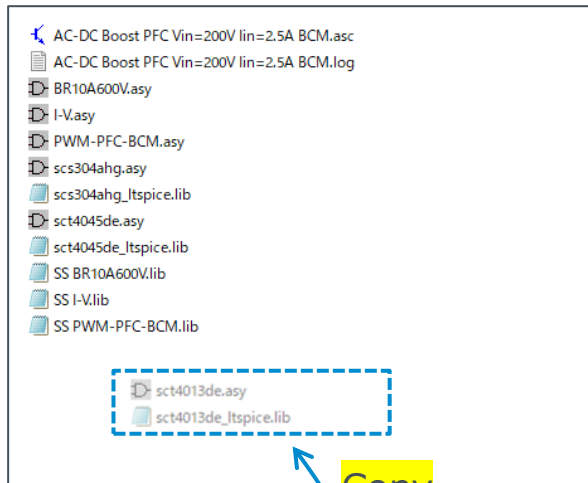 AC-DC Boost PFC Vin=200V Iin=2.5A BCM.asc
AC-DC Boost PFC Vin=200V Iin=2.5A BCM.log
BR10A600V.asy
I-V.asy
PWM-PFC-BCM.asy
scs304ahg.asy
scs304ahg_ltspice.lib
sct4045de.asy
sct4045de_ltspice.lib
SS BR10A600V.lib
SS I-V.lib
SS PWM-PFC-BCM.lib
sct4013de.asy
sct4013de_ltspice.lib
Copy